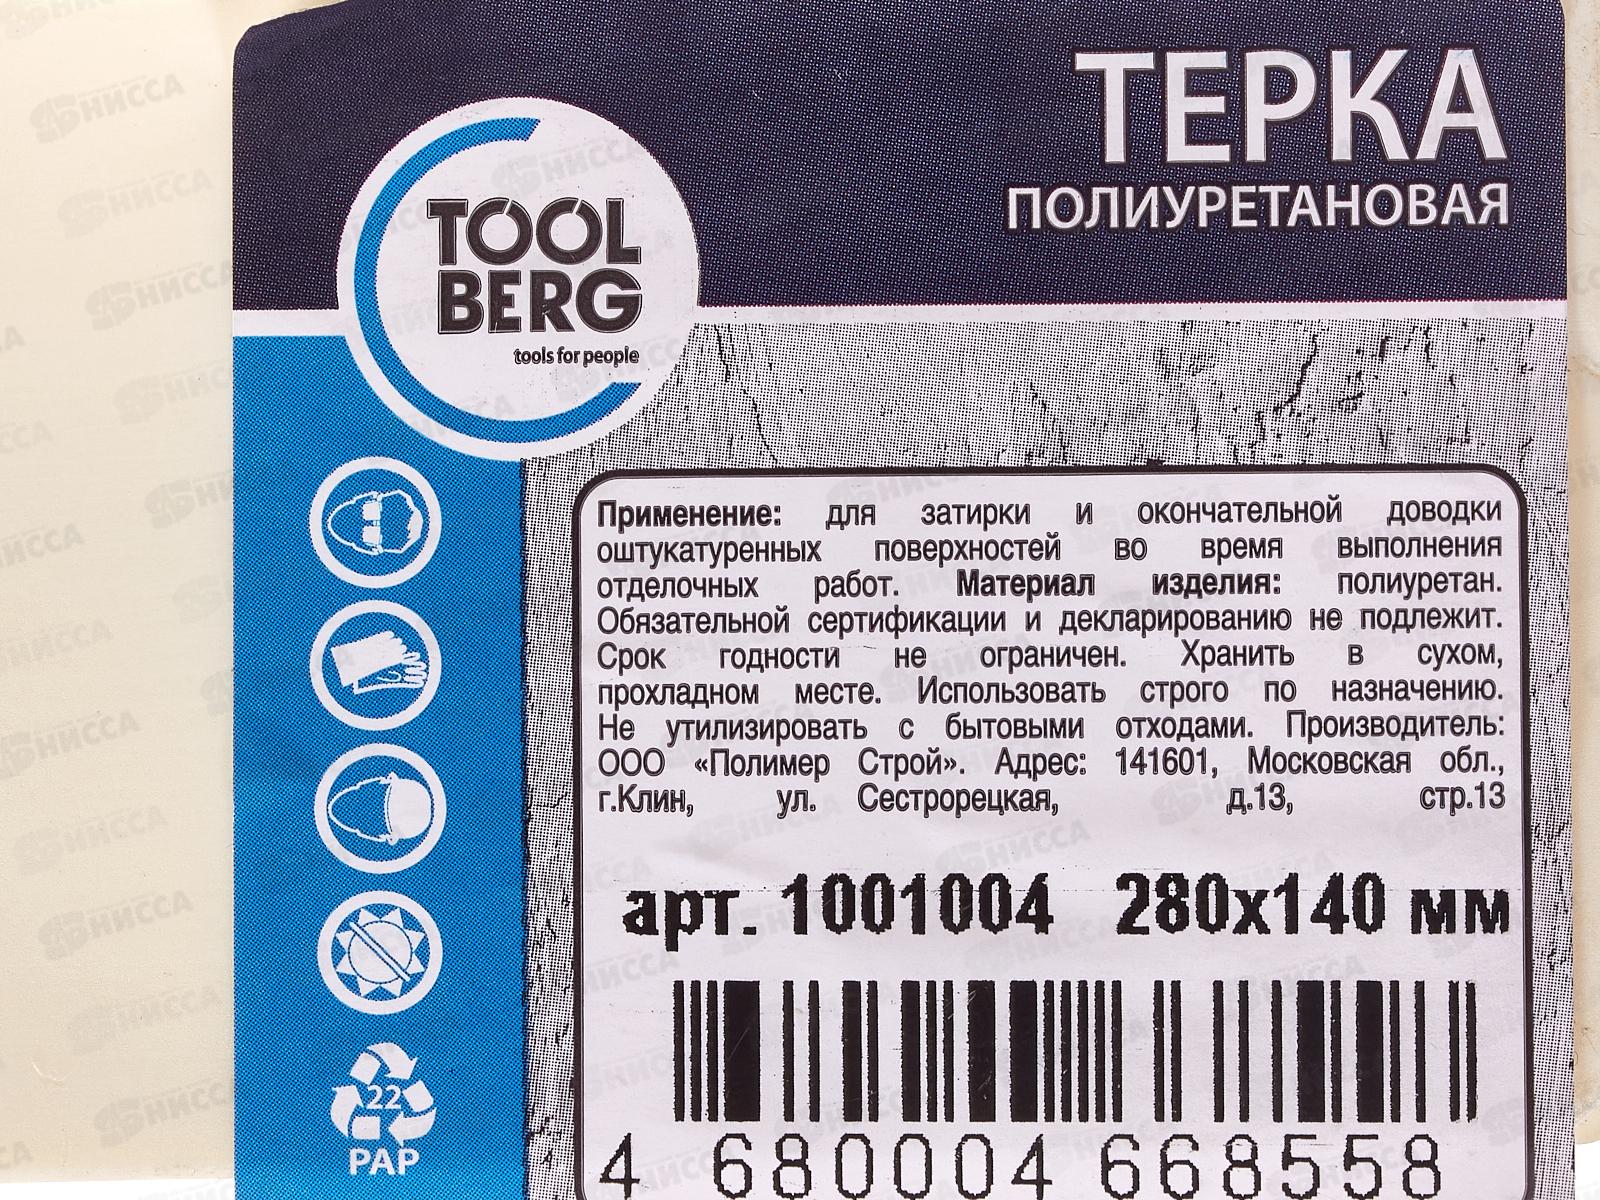 ТЕРКА
ПОЛИУРЕТАНОВАЯ
TOOL
BERG
tools for people
Применение: для затирки и окончательной доводки
оштукатуренных поверхностей во время выполнения
отделочных работ. Материал изделия: полиуретан.
Обязательной сертификации и декларированию не подлежит.
Срок годности не ограничен. Хранить в сухом,
прохладном месте. Использовать строго по назначению.
Не утилизировать с бытовыми отходами. Производитель:
ООО «Полимер Строй». Адрес: 141601, Московская обл.,
г.Клин, ул. Сестрорецкая, д.13, стр.13
арт. 1001004 280x140 мм
4 680004 668558
22
PAP
НИССА